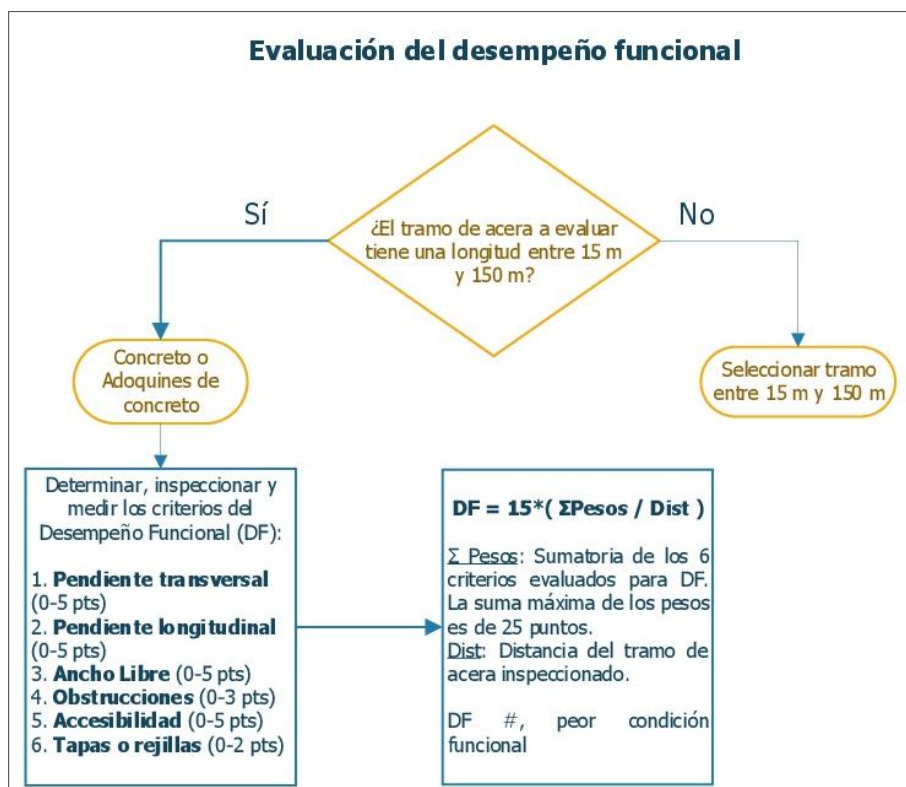 Evaluación del desempeño funcional
Sí
No
¿El tramo de acera a evaluar
tiene una longitud entre 15 m
y 150 m?
Concreto o
Adoquines de
concreto
Seleccionar tramo
entre 15 m y 150 m
Determinar, inspeccionar y
medir los criterios del
Desempeño Funcional (DF):
1. Pendiente transversal
(0-5 pts)
2. Pendiente longitudinal
(0-5 pts)
3. Ancho Libre (0-5 pts)
4. Obstrucciones (0-3 pts)
5. Accesibilidad (0-5 pts)
6. Tapas o rejillas (0-2 pts)
DF = 15*( ΣPesos / Dist )
Σ Pesos: Sumatoria de los 6
criterios evaluados para DF.
La suma máxima de los pesos
es de 25 puntos.
Dist: Distancia del tramo de
acera inspeccionado.
DF #, peor condición
funcional